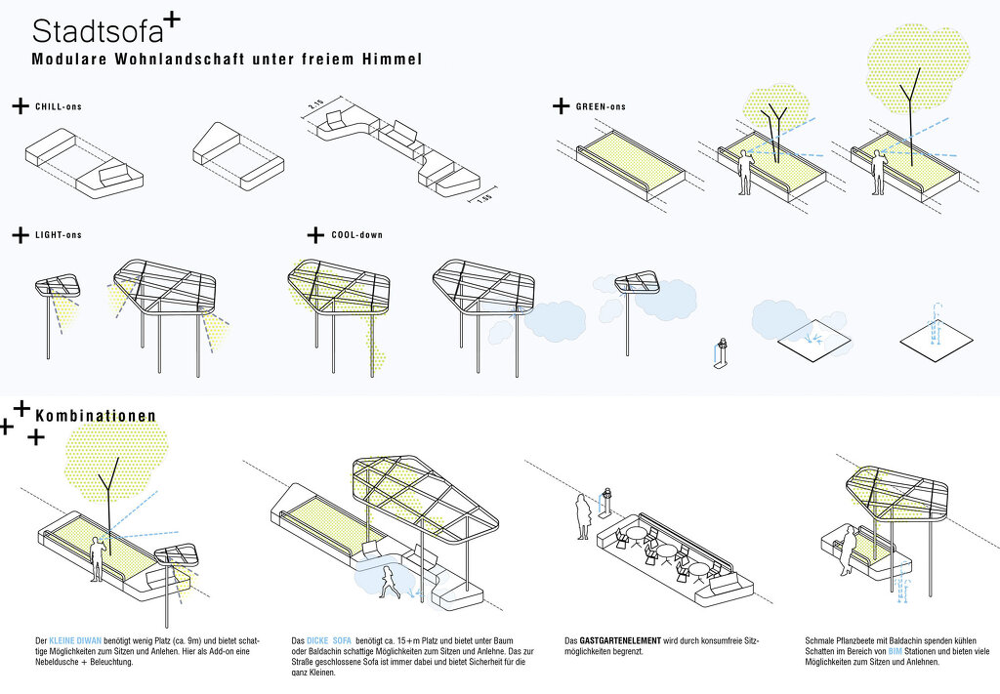 Stadtsofa+
Modulare Wohnlandschaft unter freiem Himmel
+ CHILL-ons
2.15
1.55
+ GREEN-ons
+ LIGHT-ons
+ COOL-down
Kombinationen
Der KLEINE DIWAN benötigt wenig Platz (ca. 9m) und bietet schat-
tige Möglichkeiten zum Sitzen und Anlehen. Hier als Add-on eine
Nebeldusche + Beleuchtung.
Das DICKE SOFA benötigt ca. 15+m Platz und bietet unter Baum
oder Baldachin schattige Möglichkeiten zum Sitzen und Anlehne. Das zur
Straße geschlossene Sofa ist immer dabei und bietet Sicherheit für die
ganz Kleinen.
Das GASTGARTENELEMENT wird durch konsumfreie Sitz-
möglichkeiten begrenzt.
Schmale Pflanzbeete mit Baldachin spenden kühlen
Schatten im Bereich von BIM Stationen und bieten viele
Möglichkeiten zum Sitzen und Anlehnen.